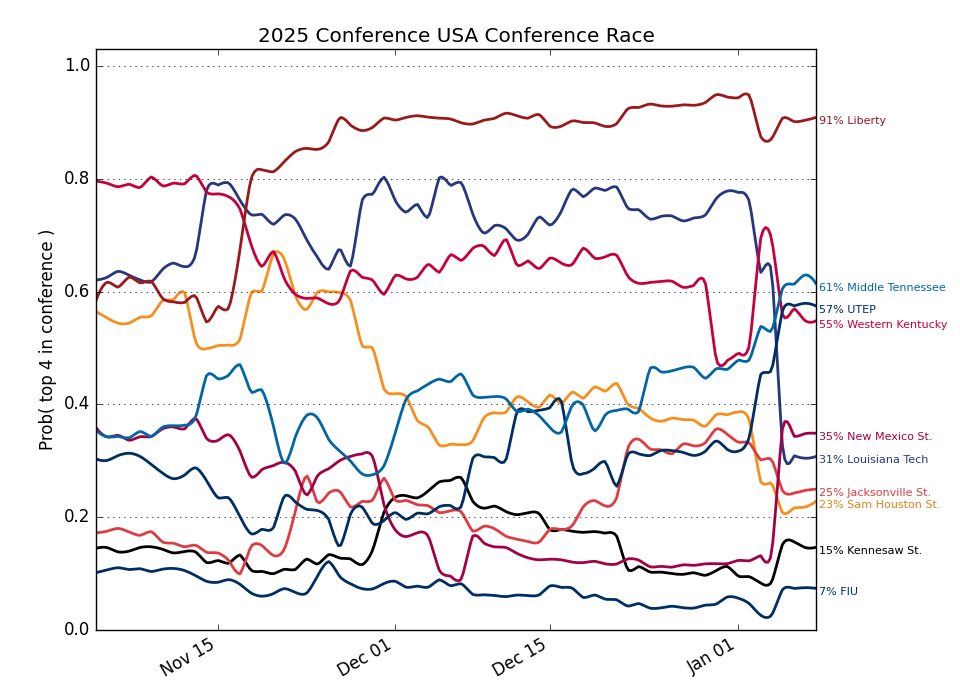 2025 Conference USA Conference Race
Prob( top 4 in conference )
1.0
0.8
0.6
0.4
0.2
0.0
Nov 15
Dec 01
Dec 15
Jan 01
91% Liberty
61% Middle Tennessee
57% UTEP
55% Western Kentucky
35% New Mexico St.
31% Louisiana Tech
25% Jacksonville St.
23% Sam Houston St.
15% Kennesaw St.
7% FIU